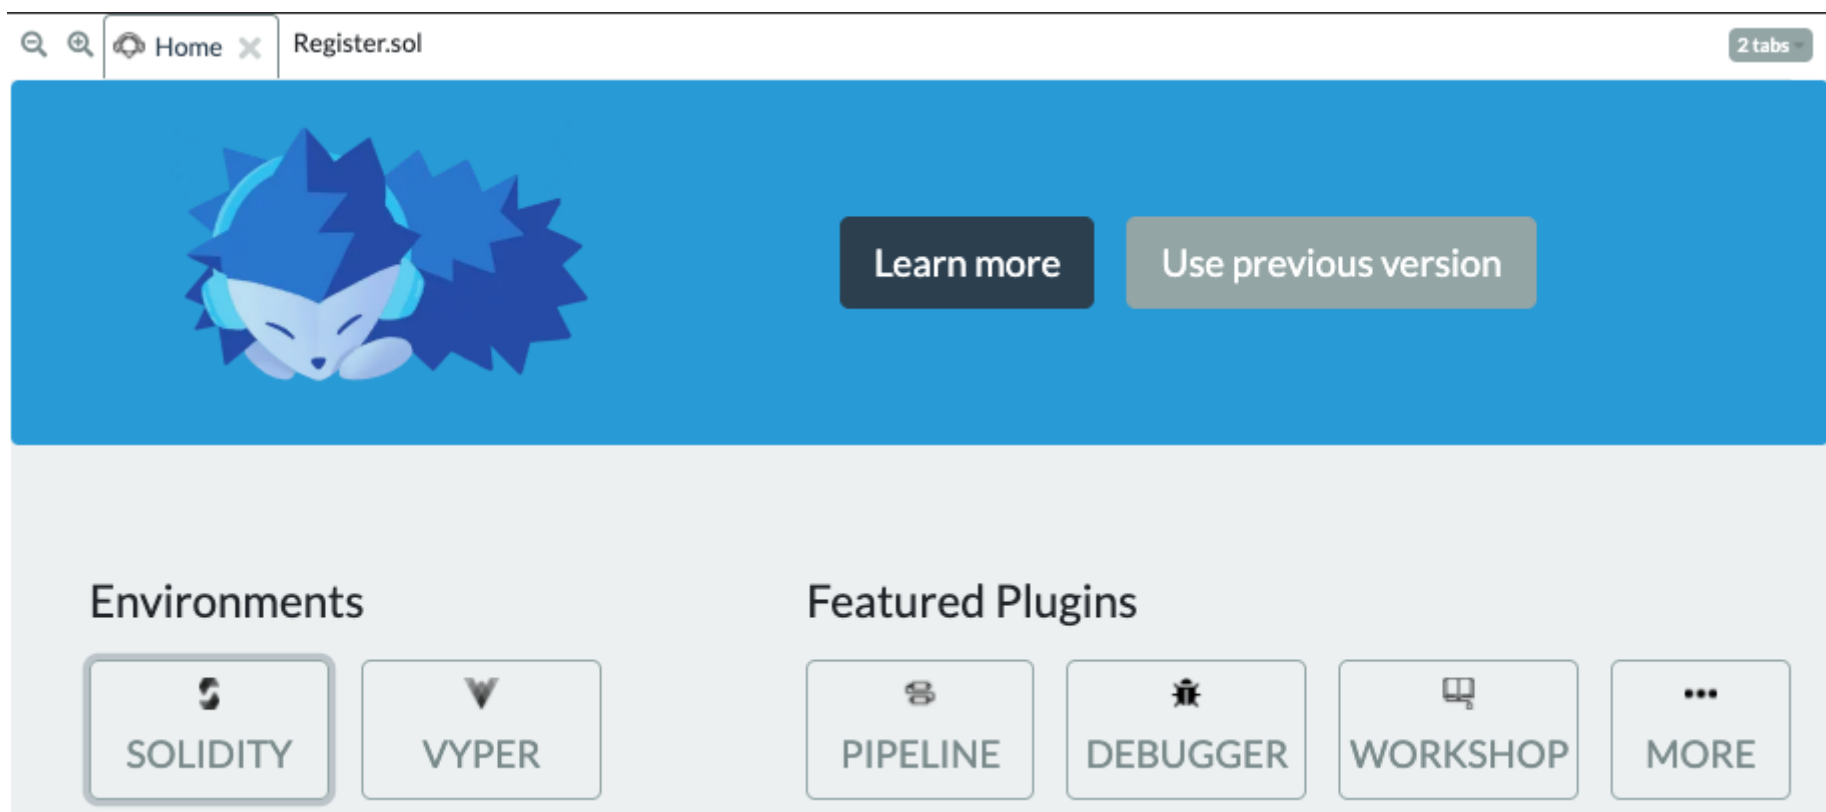 Home Register.sol 2 tabs
Learn more Use previous version
Environments Featured Plugins
SOLIDITY VYPER PIPELINE DEBUGGER WORKSHOP MORE